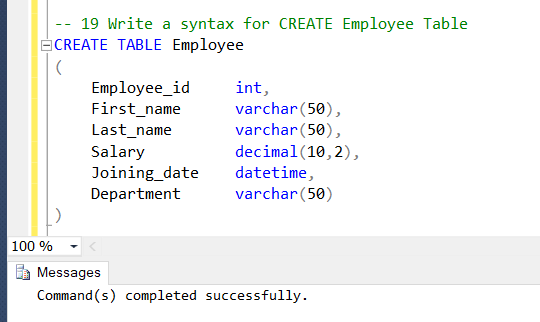 -- 19 Write a syntax for CREATE Employee Table
CREATE TABLE Employee
(
Employee_id int,
First_name varchar(50),
Last_name varchar(50),
Salary decimal(10,2),
Joining_date datetime,
Department varchar(50)
)
100 %
Messages
Command(s) completed successfully.